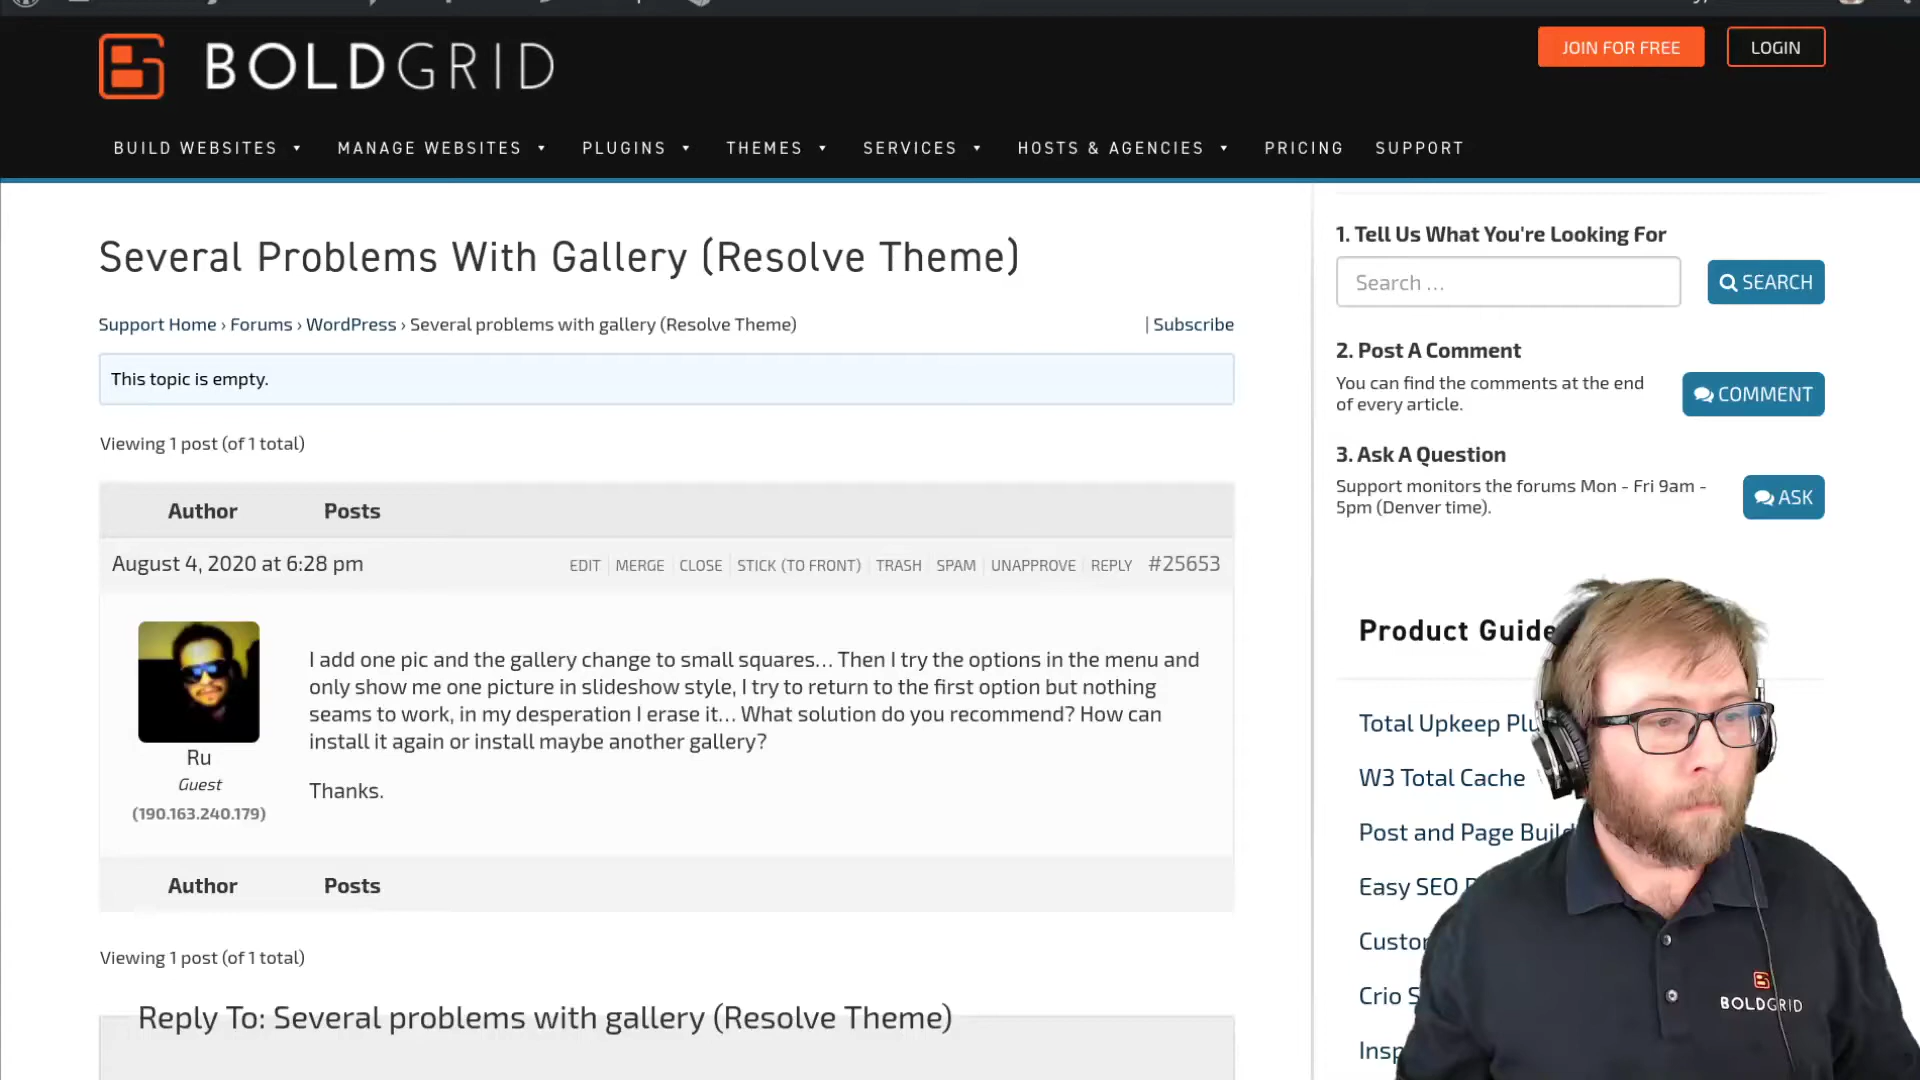 BOLDGRID
JOIN FOR FREE
LOGIN
BUILD WEBSITES
MANAGE WEBSITES
PLUGINS
THEMES
SERVICES
HOSTS & AGENCIES
PRICING
SUPPORT
Several Problems With Gallery (Resolve Theme)
Support Home › Forums › WordPress › Several problems with gallery (Resolve Theme)
| Subscribe
This topic is empty.
Viewing 1 post (of 1 total)
Author Posts
August 4, 2020 at 6:28 pm
EDIT MERGE CLOSE STICK (TO FRONT) TRASH SPAM UNAPPROVE REPLY #25653
I add one pic and the gallery change to small squares... Then I try the options in the menu and
only show me one picture in slideshow style, I try to return to the first option but nothing
seams to work, in my desperation I erase it... What solution do you recommend? How can
install it again or install maybe another gallery?
Thanks.
Ru
Guest
(190.163.240.179)
Author Posts
Viewing 1 post (of 1 total)
Reply To: Several problems with gallery (Resolve Theme)
1. Tell Us What You're Looking For
Search ...
SEARCH
2. Post A Comment
You can find the comments at the end
of every article.
COMMENT
3. Ask A Question
Support monitors the forums Mon - Fri 9am -
5pm (Denver time).
ASK
Product Guide
Total Upkeep Plu
W3 Total Cache
Post and Page Build
Easy SEO
Custo
Crio S
Insp
BOLDGRID